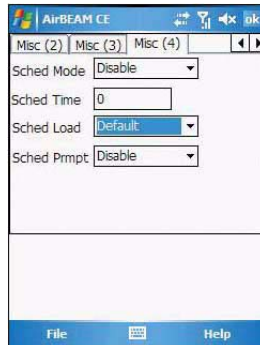 AirBEAM CE ok
Misc (2) Misc (3) Misc (4)
Sched Mode Disable
Sched Time 0
Sched Load Default
Sched Prmpt Disable
File Help